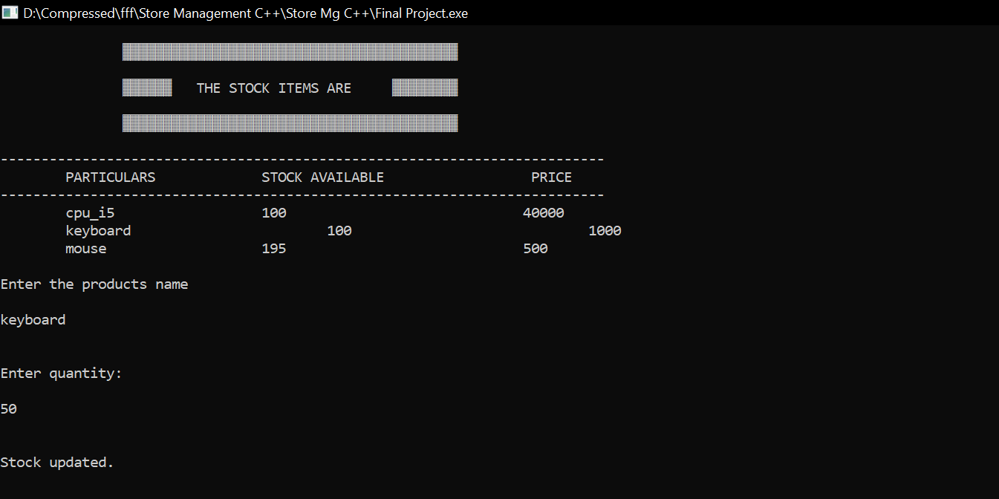 D:\Compressed\fff\Store Management C++\Store Mg C++\Final Project.exe
THE STOCK ITEMS ARE
--------------------------------------------------------------------------
PARTICULARS STOCK AVAILABLE PRICE
--------------------------------------------------------------------------
cpu_i5 100 40000
keyboard 100 1000
mouse 195 500
Enter the products name
keyboard
Enter quantity:
50
Stock updated.